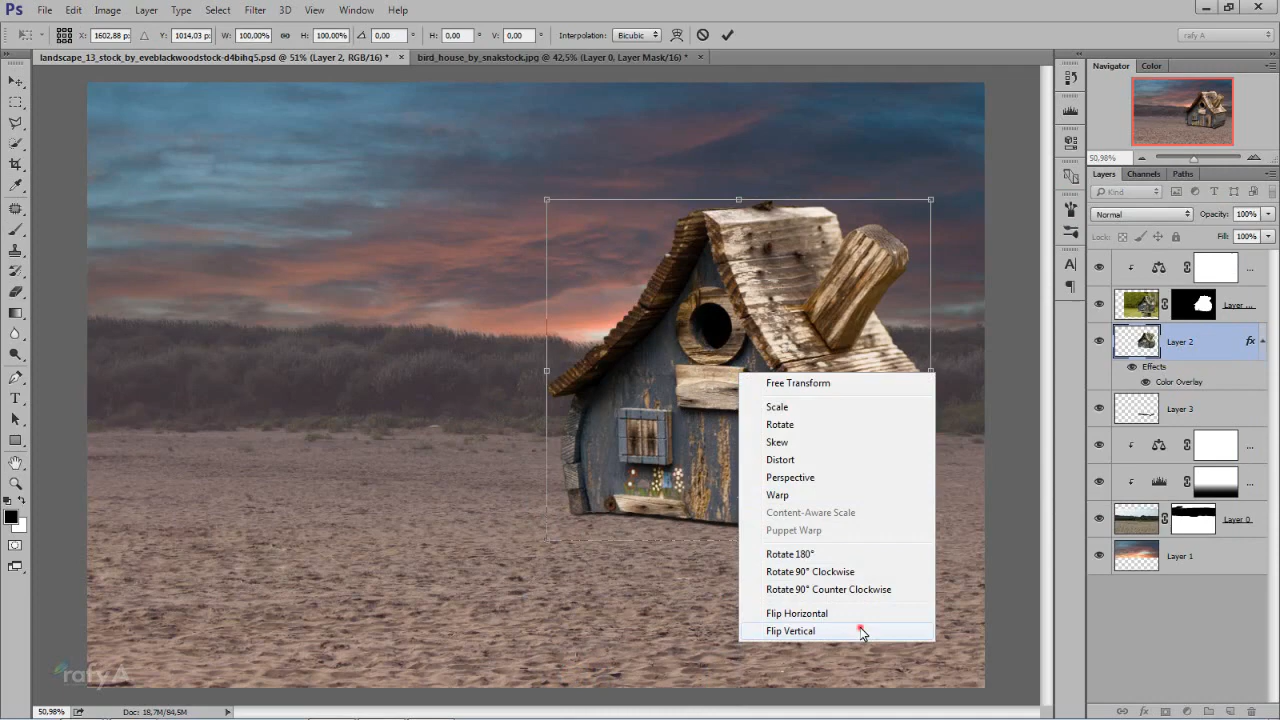 Ps File Edit Image Layer Type Select Filter 3D View Window Help
X: 1602,88 p: Y: 1014,03 p: W: 100,00% H: 100,00% 0,00 ° H: 0,00 ° V: 0,00 ° Interpolation: Bicubic rafy A
landscape_13_stock_by_eveblackwoodstock-d4bihq5.psd @ 51% (Layer 2, RGB/16) * × bird_house_by_snakstock.jpg @ 42,5% (Layer 0, Layer Mask/16) * ×
Navigator Color
50,98%
Layers Channels Paths
Kind
Normal Opacity: 100%
Lock: Fill: 100%
...
Layer ...
Layer 2 fx
Effects
Color Overlay
Layer 3
...
...
Layer 0
Layer 1
Free Transform
Scale
Rotate
Skew
Distort
Perspective
Warp
Content-Aware Scale
Puppet Warp
Rotate 180°
Rotate 90° Clockwise
Rotate 90° Counter Clockwise
Flip Horizontal
Flip Vertical
rafy A
50,98% Doc: 18,7M/84,5M
fx